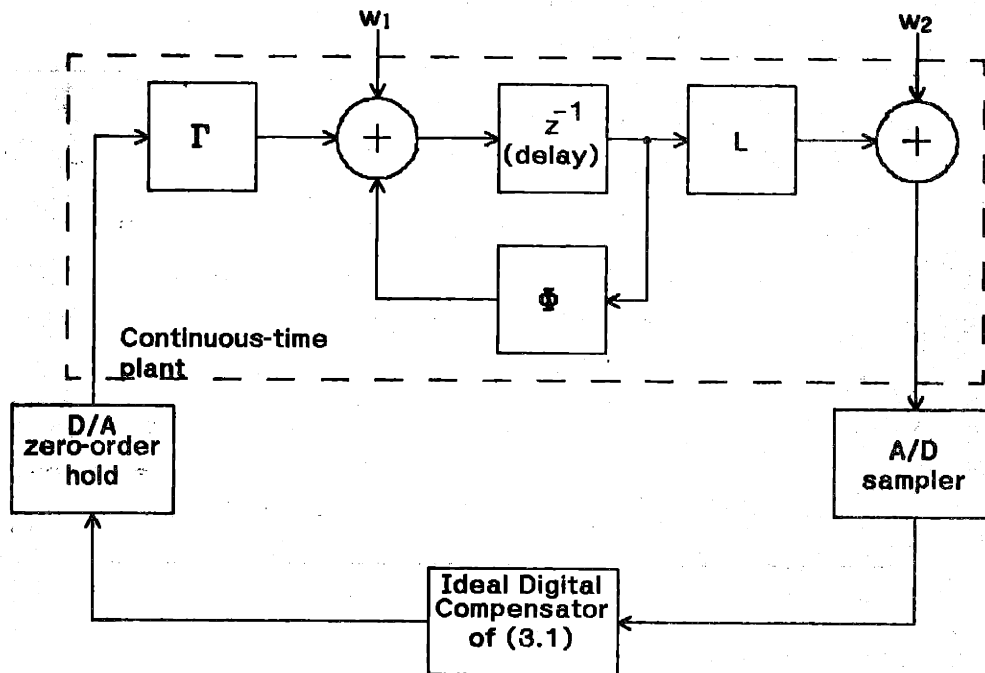 w1
w2
Γ
+
z^-1
(delay)
L
+
Φ
Continuous-time
plant
D/A
zero-order
hold
A/D
sampler
Ideal Digital
Compensator
of (3.1)